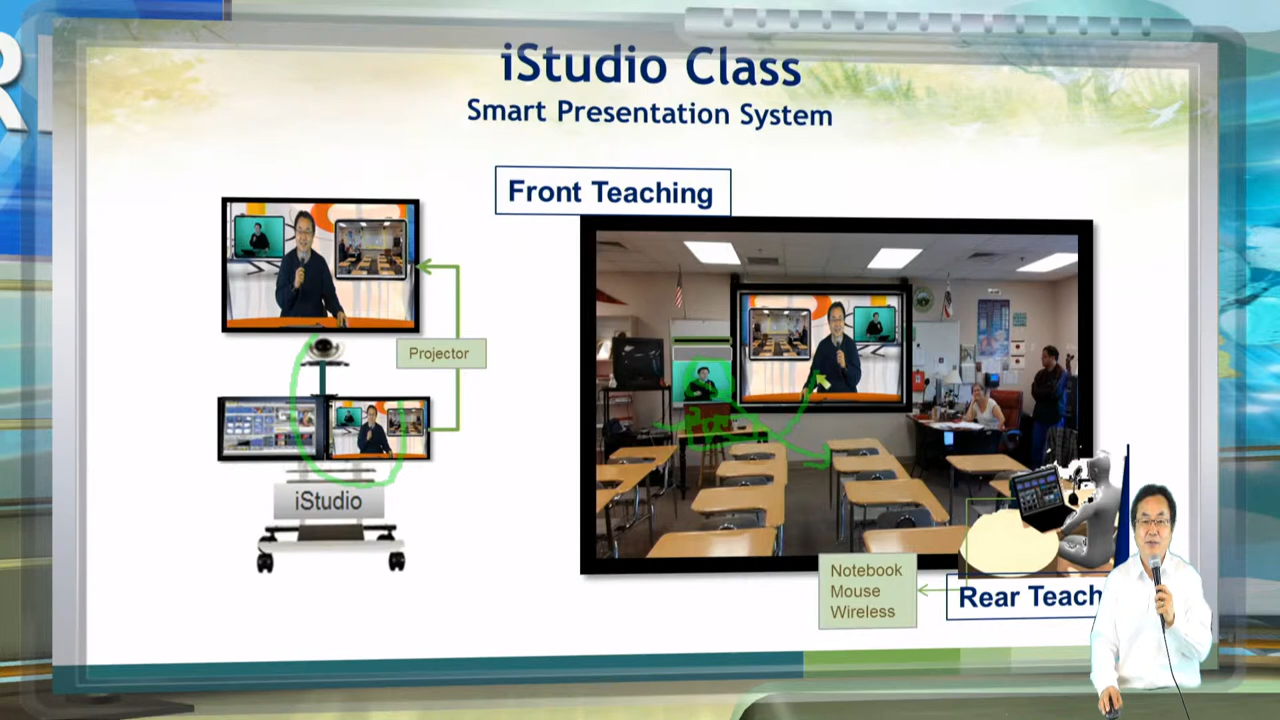 R
iStudio Class
Smart Presentation System
Front Teaching
Projector
iStudio
Notebook
Mouse
Wireless
Rear Teach